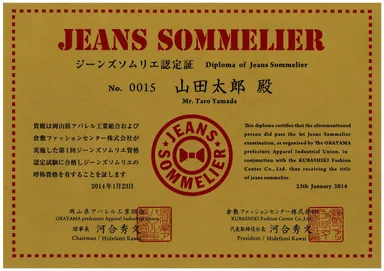 JEANS SOMMELIER
ジーンズソムリエ認定証 Diploma of Jeans Sommelier
No. 0015 山田太郎 殿
Mr. Taro Yamada
貴殿は岡山県アパレル工業組合および
倉敷ファッションセンター株式会社が
実施した第1回ジーンズソムリエ資格
認定試験に合格しジーンズソムリエの
呼称資格を有することを証します
2014年1月23日
JEANS
SOMMELIER
This diploma certifies that the aforementioned
person did pass the 1st Jeans Sommelier
examination, as organized by The OKAYAMA
prefecture Apparel Industrial Union. in
conjunction with the KURASHIKI Fashion
Center Co., Ltd, thus receiving the title
of jeans sommelier.
23th January 2014
岡山県アパレル工業組合
OKAYAMA prefecture Apparel Industrial Union.
理事長 河合秀文
Chairman / Hidefumi Kawai
倉敷ファッションセンター株式会社
KURASHIKI Fashion Center Co.,Ltd.
代表取締役社長 河合秀文
President / Hidefumi Kawai